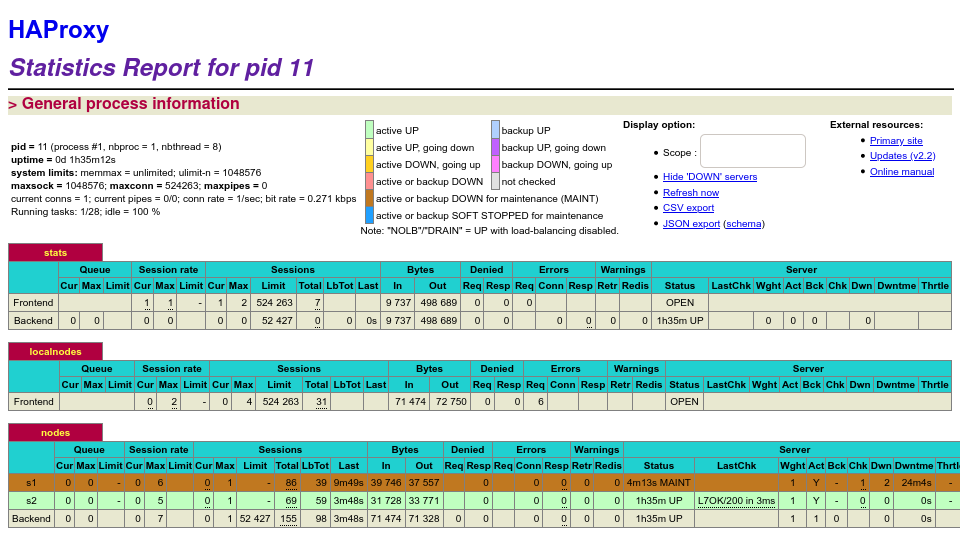 HAProxy
Statistics Report for pid 11
> General process information
pid = 11 (process #1, nbproc = 1, nbthread = 8)
uptime = 0d 1h35m12s
system limits: memmax = unlimited; ulimit-n = 1048576
maxsock = 1048576; maxconn = 524263; maxpipes = 0
current conns = 1; current pipes = 0/0; conn rate = 1/sec; bit rate = 0.271 kbps
Running tasks: 1/28; idle = 100 %
active UP
backup UP
active UP, going down
backup UP, going down
active DOWN, going up
backup DOWN, going up
active or backup DOWN
not checked
active or backup DOWN for maintenance (MAINT)
active or backup SOFT STOPPED for maintenance
Note: "NOLB"/"DRAIN" = UP with load-balancing disabled.
Display option:
Scope :
Hide 'DOWN' servers
Refresh now
CSV export
JSON export (schema)
External resources:
Primary site
Updates (v2.2)
Online manual
stats
Queue Session rate Sessions Bytes Denied Errors Warnings Server
Cur Max Limit Cur Max Limit Cur Max Limit Total LbTot Last In Out Req Resp Req Conn Resp Retr Redis Status LastChk Wght Act Bck Chk Dwn Dwntme Thrtle
Frontend 1 1 - 1 2 524 263 7 9 737 498 689 0 0 0 OPEN
Backend 0 0 0 0 0 0 52 427 0 0 0s 9 737 498 689 0 0 0 0 0 0 1h35m UP 0 0 0 0
localnodes
Queue Session rate Sessions Bytes Denied Errors Warnings Server
Cur Max Limit Cur Max Limit Cur Max Limit Total LbTot Last In Out Req Resp Req Conn Resp Retr Redis Status LastChk Wght Act Bck Chk Dwn Dwntme Thrtle
Frontend 0 2 - 0 4 524 263 31 71 474 72 750 0 0 6 OPEN
nodes
Queue Session rate Sessions Bytes Denied Errors Warnings Server
Cur Max Limit Cur Max Limit Cur Max Limit Total LbTot Last In Out Req Resp Req Conn Resp Retr Redis Status LastChk Wght Act Bck Chk Dwn Dwntme Thrtl
s1 0 0 - 0 6 0 1 - 86 39 9m49s 39 746 37 557 0 0 0 0 0 4m13s MAINT 1 Y - 1 2 24m4s -
s2 0 0 - 0 5 0 1 - 69 59 3m48s 31 728 33 771 0 0 0 0 0 1h35m UP L7OK/200 in 3ms 1 Y - 0 0 0s -
Backend 0 0 0 7 0 1 52 427 155 98 3m48s 71 474 71 328 0 0 0 0 0 0 1h35m UP 1 1 0 0 0s